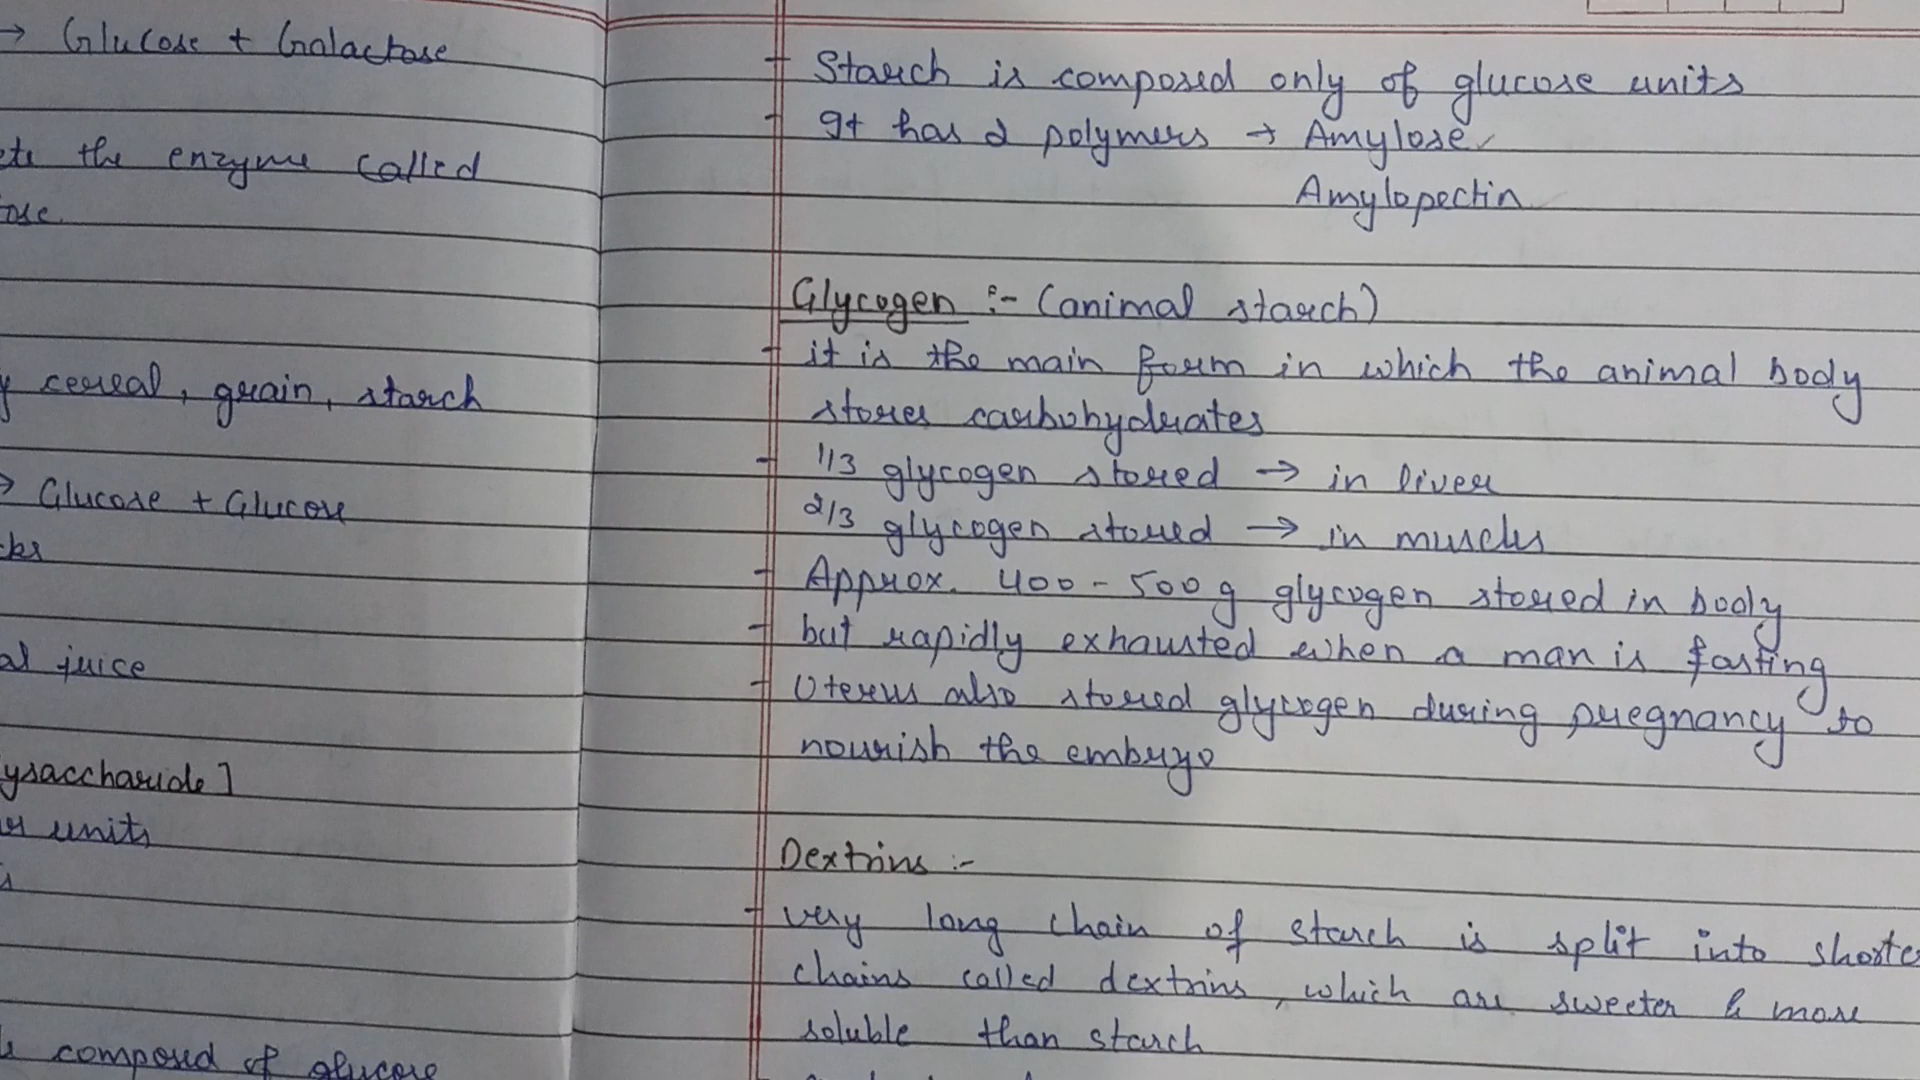 → Glucose + Galactose
the enzyme called
cereal, grain, starch
→ Glucose + Glucose
juice
ysaccharide]
units
composed of glucose
- Starch is composed only of glucose units
- It has 2 polymers → Amylose
Amylopectin
Glycogen :- (animal starch)
- it is the main form in which the animal body
stores carbohydrates
- 1/3 glycogen stored → in liver
2/3 glycogen stored → in muscles
- Approx. 400-500 g glycogen stored in body
- but rapidly exhausted when a man is fasting
- Uterus also stored glycogen during pregnancy to
nourish the embryo
Dextrins :-
- very long chain of starch is split into shorte
chains called dextrins, which are sweeter & more
soluble than starch